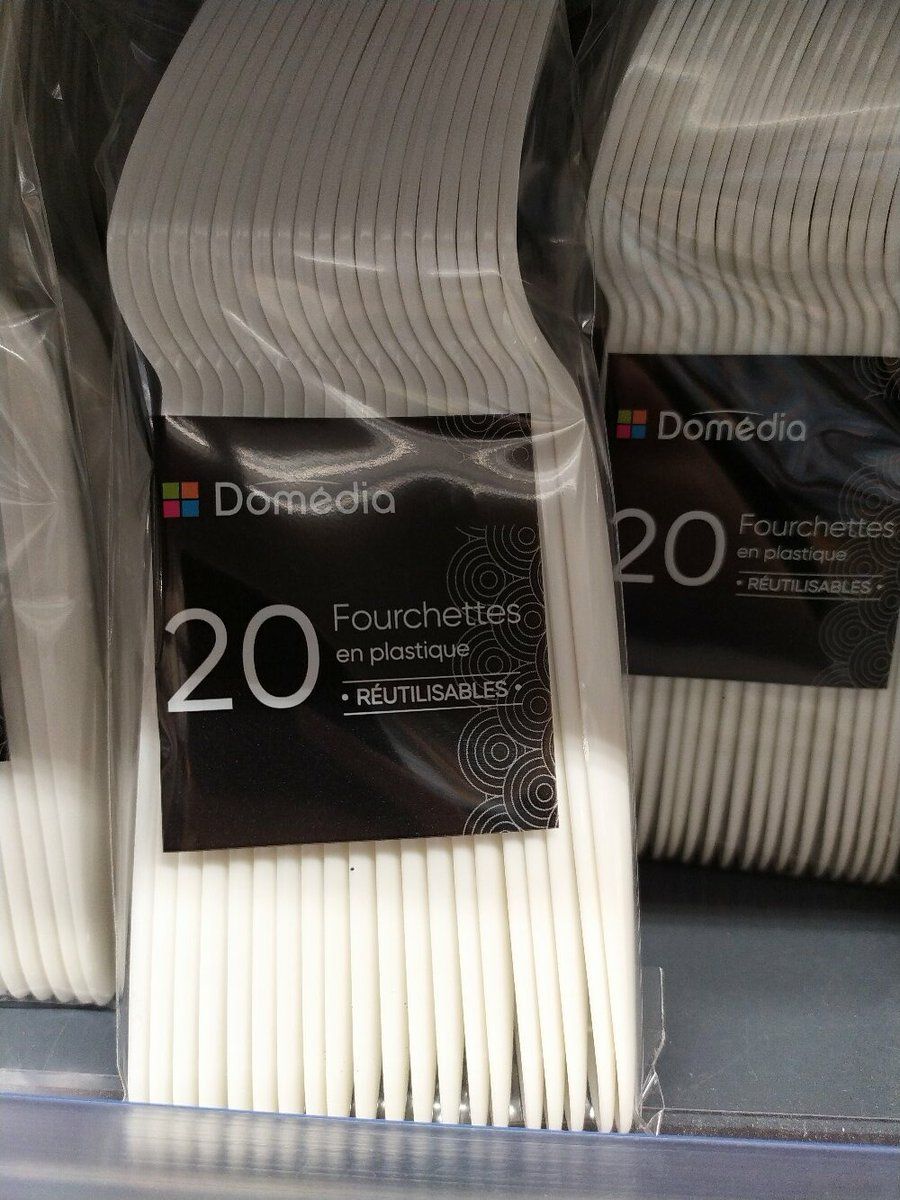 Domédia
20
Fourchettes
en plastique
• RÉUTILISABLES •
Domédia
20
Fourchettes
en plastique
• RÉUTILISABLES •